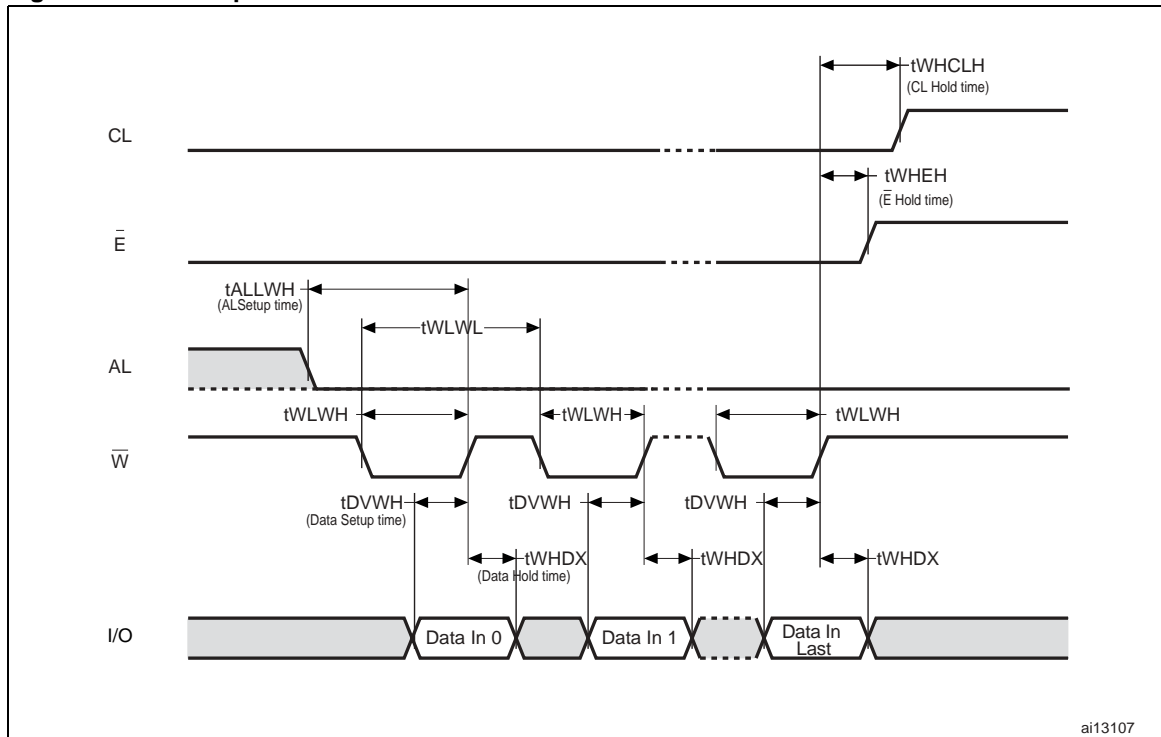 tWHCLH
(CL Hold time)
CL
tWHEH
(E̅ Hold time)
E̅
tALLWH
(ALSetup time)
tWLWL
AL
tWLWH
tWLWH
tWLWH
W̅
tDVWH
(Data Setup time)
tDVWH
tDVWH
tWHDX
(Data Hold time)
tWHDX
tWHDX
I/O
Data In 0
Data In 1
Data In
Last
ai13107